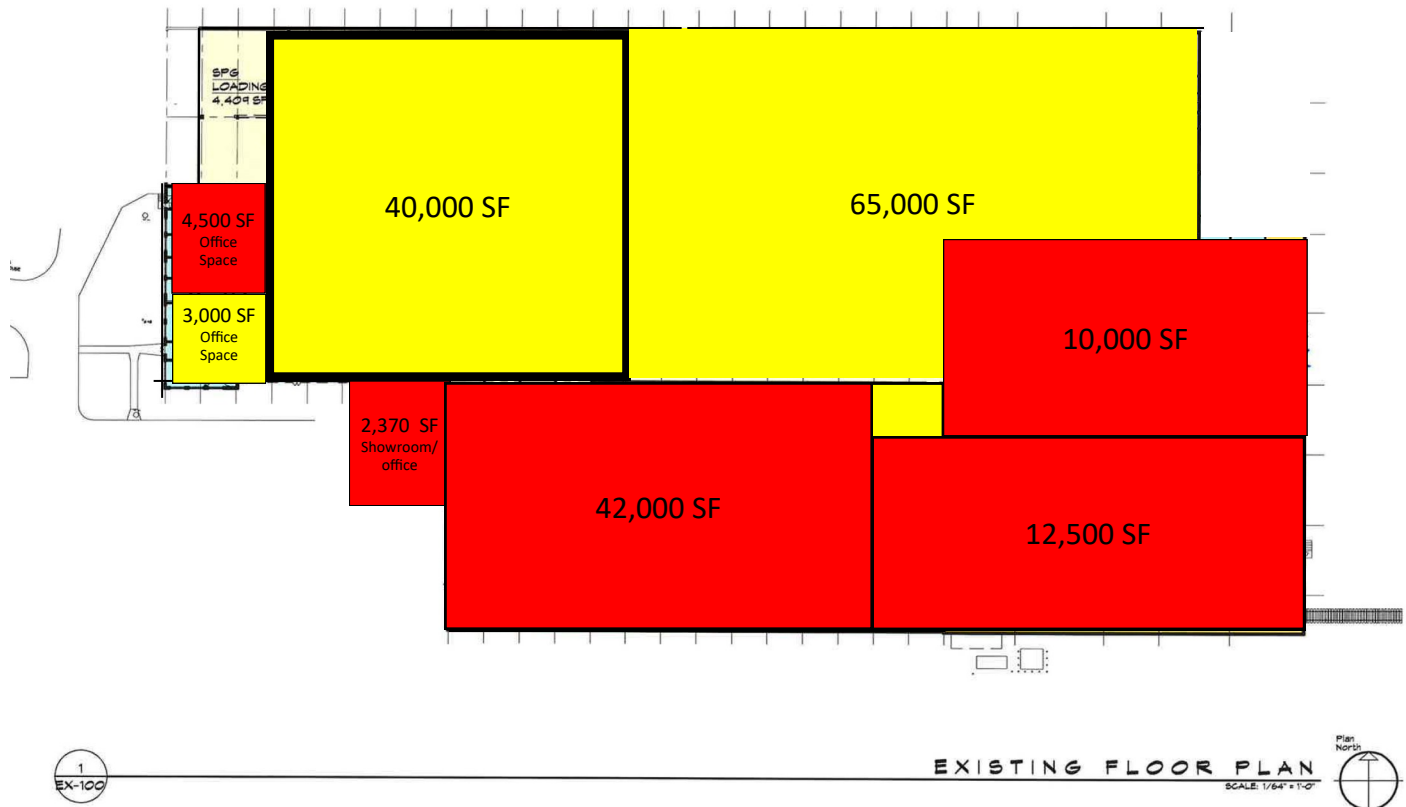 SPG
LOADING
4,409 SF
40,000 SF
65,000 SF
4,500 SF
Office
Space
3,000 SF
Office
Space
10,000 SF
2,370 SF
Showroom/
office
42,000 SF
12,500 SF
1
EX-100
EXISTING FLOOR PLAN
SCALE: 1/64" = 1'-0"
Plan
North